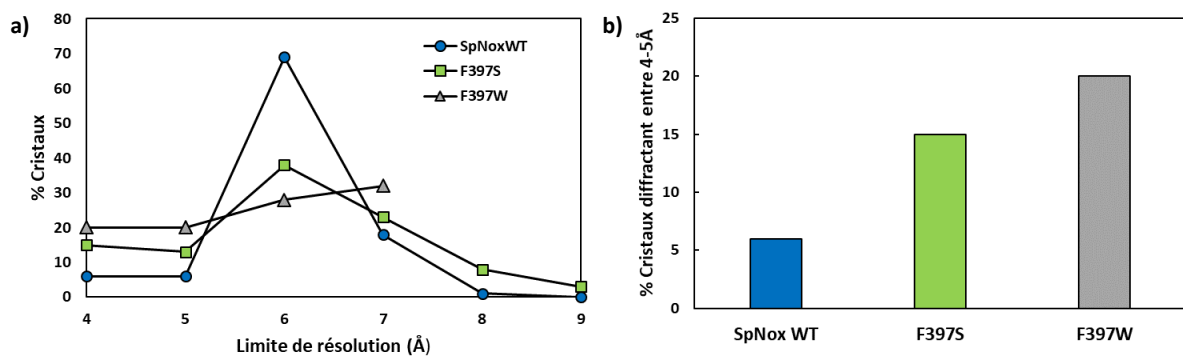 a)
% Cristaux
80
70
60
50
40
30
20
10
0
SpNoxWT
F397S
F397W
4 5 6 7 8 9
Limite de résolution (Å)
b)
% Cristaux diffractant entre 4-5Å
25
20
15
10
5
0
SpNox WT F397S F397W